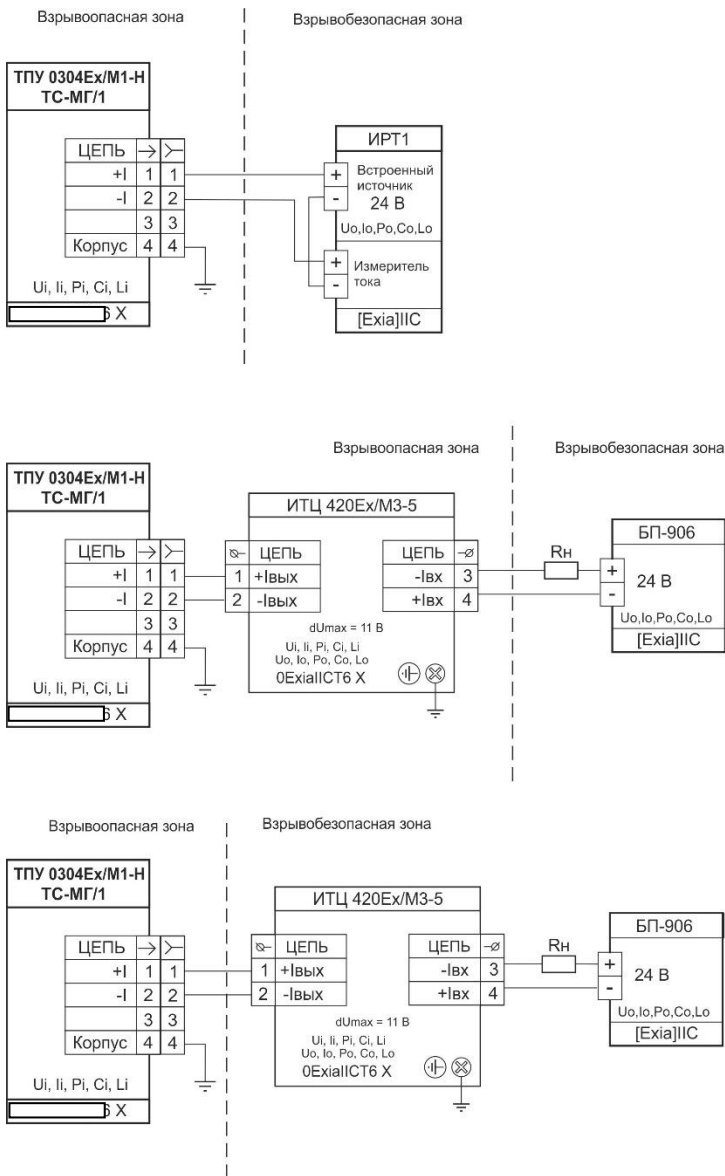 Взрывоопасная зона
Взрывобезопасная зона
ТПУ 0304Ex/М1-Н
ТС-МГ/1
ЦЕПЬ
+I 1 1
-I 2 2
3 3
Корпус 4 4
Ui, Ii, Pi, Ci, Li
6 X
ИРТ1
+ Встроенный
источник
- 24 В
Uo,Io,Po,Co,Lo
+ Измеритель
- тока
[Exia]IIC
Взрывоопасная зона
Взрывобезопасная зона
ТПУ 0304Ex/М1-Н
ТС-МГ/1
ЦЕПЬ
+I 1 1
-I 2 2
3 3
Корпус 4 4
Ui, Ii, Pi, Ci, Li
6 X
ИТЦ 420Ex/М3-5
ЦЕПЬ
1 +Iвых
2 -Iвых
ЦЕПЬ
-Iвх 3
+Iвх 4
dUmax = 11 В
Ui, Ii, Pi, Ci, Li
Uo, Io, Po, Co, Lo
0ExiaIICT6 X
Rн
БП-906
+
24 В
-
Uo,Io,Po,Co,Lo
[Exia]IIC
Взрывоопасная зона
Взрывобезопасная зона
ТПУ 0304Ex/М1-Н
ТС-МГ/1
ЦЕПЬ
+I 1 1
-I 2 2
3 3
Корпус 4 4
Ui, Ii, Pi, Ci, Li
6 X
ИТЦ 420Ex/М3-5
ЦЕПЬ
1 +Iвых
2 -Iвых
ЦЕПЬ
-Iвх 3
+Iвх 4
dUmax = 11 В
Ui, Ii, Pi, Ci, Li
Uo, Io, Po, Co, Lo
0ExiaIICT6 X
Rн
БП-906
+
24 В
-
Uo,Io,Po,Co,Lo
[Exia]IIC